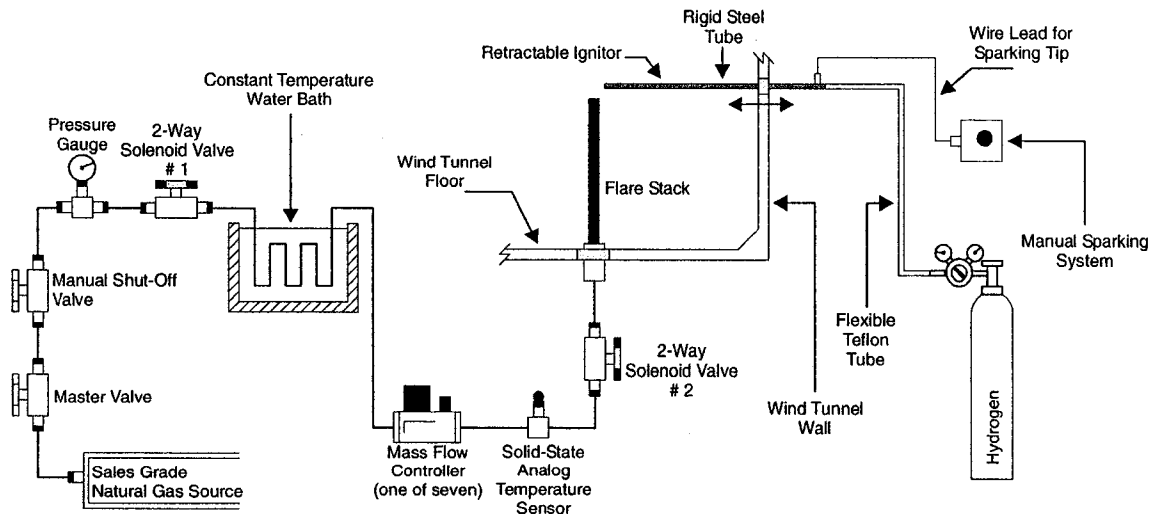 Rigid Steel
Tube
Retractable Ignitor
Wire Lead for
Sparking Tip
Constant Temperature
Water Bath
Pressure
Gauge
2-Way
Solenoid Valve
# 1
Wind Tunnel
Floor
Flare Stack
Manual Sparking
System
Manual Shut-Off
Valve
Flexible
Teflon
Tube
2-Way
Solenoid Valve
# 2
Master Valve
Wind Tunnel
Wall
Hydrogen
Mass Flow
Controller
(one of seven)
Solid-State
Analog
Temperature
Sensor
Sales Grade
Natural Gas Source